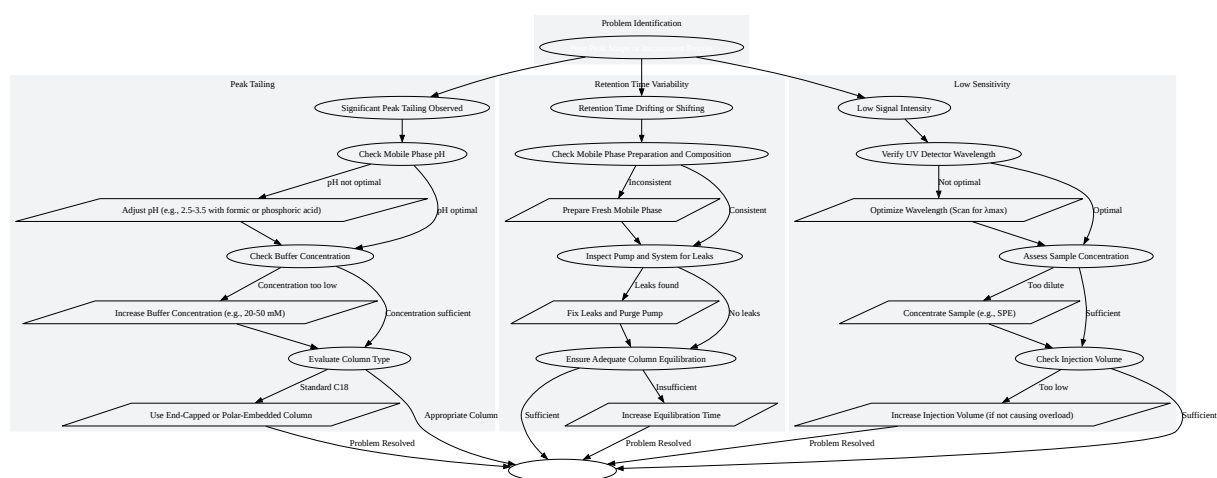 Problem Identification
Peak Tailing
Retention Time Variability
Low Sensitivity
Significant Peak Tailing Observed
Retention Time Drifting or Shifting
Low Signal Intensity
Check Mobile Phase pH
Check Mobile Phase Preparation and Composition
Verify UV Detector Wavelength
pH not optimal
Inconsistent
Not optimal
Adjust pH (e.g., 2.5-3.5 with formic or phosphoric acid)
pH optimal
Prepare Fresh Mobile Phase
Consistent
Optimize Wavelength (Scan for λmax)
Optimal
Check Buffer Concentration
Inspect Pump and System for Leaks
Assess Sample Concentration
Concentration too low
Leaks found
Too dilute
Increase Buffer Concentration (e.g., 20-50 mM)
Concentration sufficient
Fix Leaks and Purge Pump
No leaks
Concentrate Sample (e.g., SPE)
Sufficient
Evaluate Column Type
Ensure Adequate Column Equilibration
Check Injection Volume
Standard C18
Insufficient
Too low
Use End-Capped or Polar-Embedded Column
Appropriate Column
Sufficient
Increase Equilibration Time
Increase Injection Volume (if not causing overload)
Sufficient
Problem Resolved
Problem Resolved
Problem Resolved